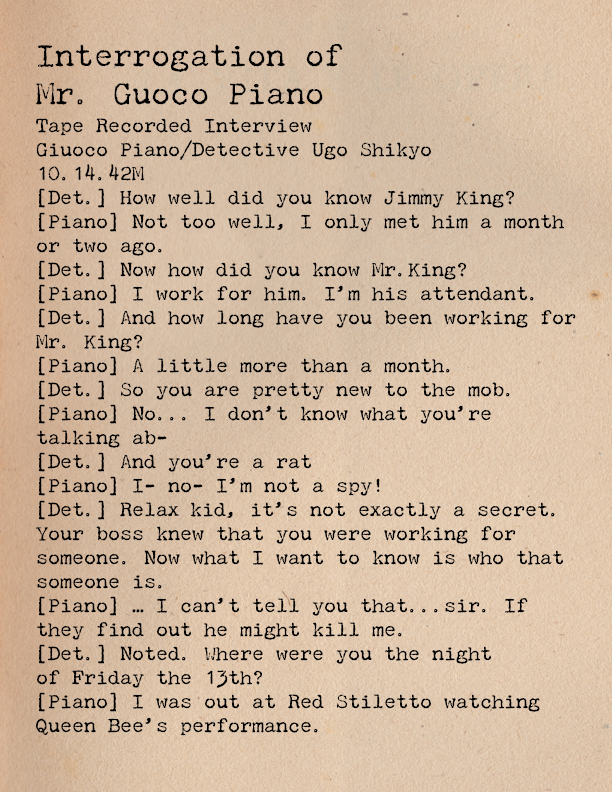 Interrogation of
Mr. Guoco Piano
Tape Recorded Interview
Giuoco Piano/Detective Ugo Shikyo
10.14.42M
[Det.] How well did you know Jimmy King?
[Piano] Not too well, I only met him a month
or two ago.
[Det.] Now how did you know Mr.King?
[Piano] I work for him. I'm his attendant.
[Det.] And how long have you been working for
Mr. King?
[Piano] A little more than a month.
[Det.] So you are pretty new to the mob.
[Piano] No... I don't know what you're
talking ab-
[Det.] And you're a rat
[Piano] I- no- I'm not a spy!
[Det.] Relax kid, it's not exactly a secret.
Your boss knew that you were working for
someone. Now what I want to know is who that
someone is.
[Piano] … I can't tell you that...sir. If
they find out he might kill me.
[Det.] Noted. Where were you the night
of Friday the 13th?
[Piano] I was out at Red Stiletto watching
Queen Bee's performance.